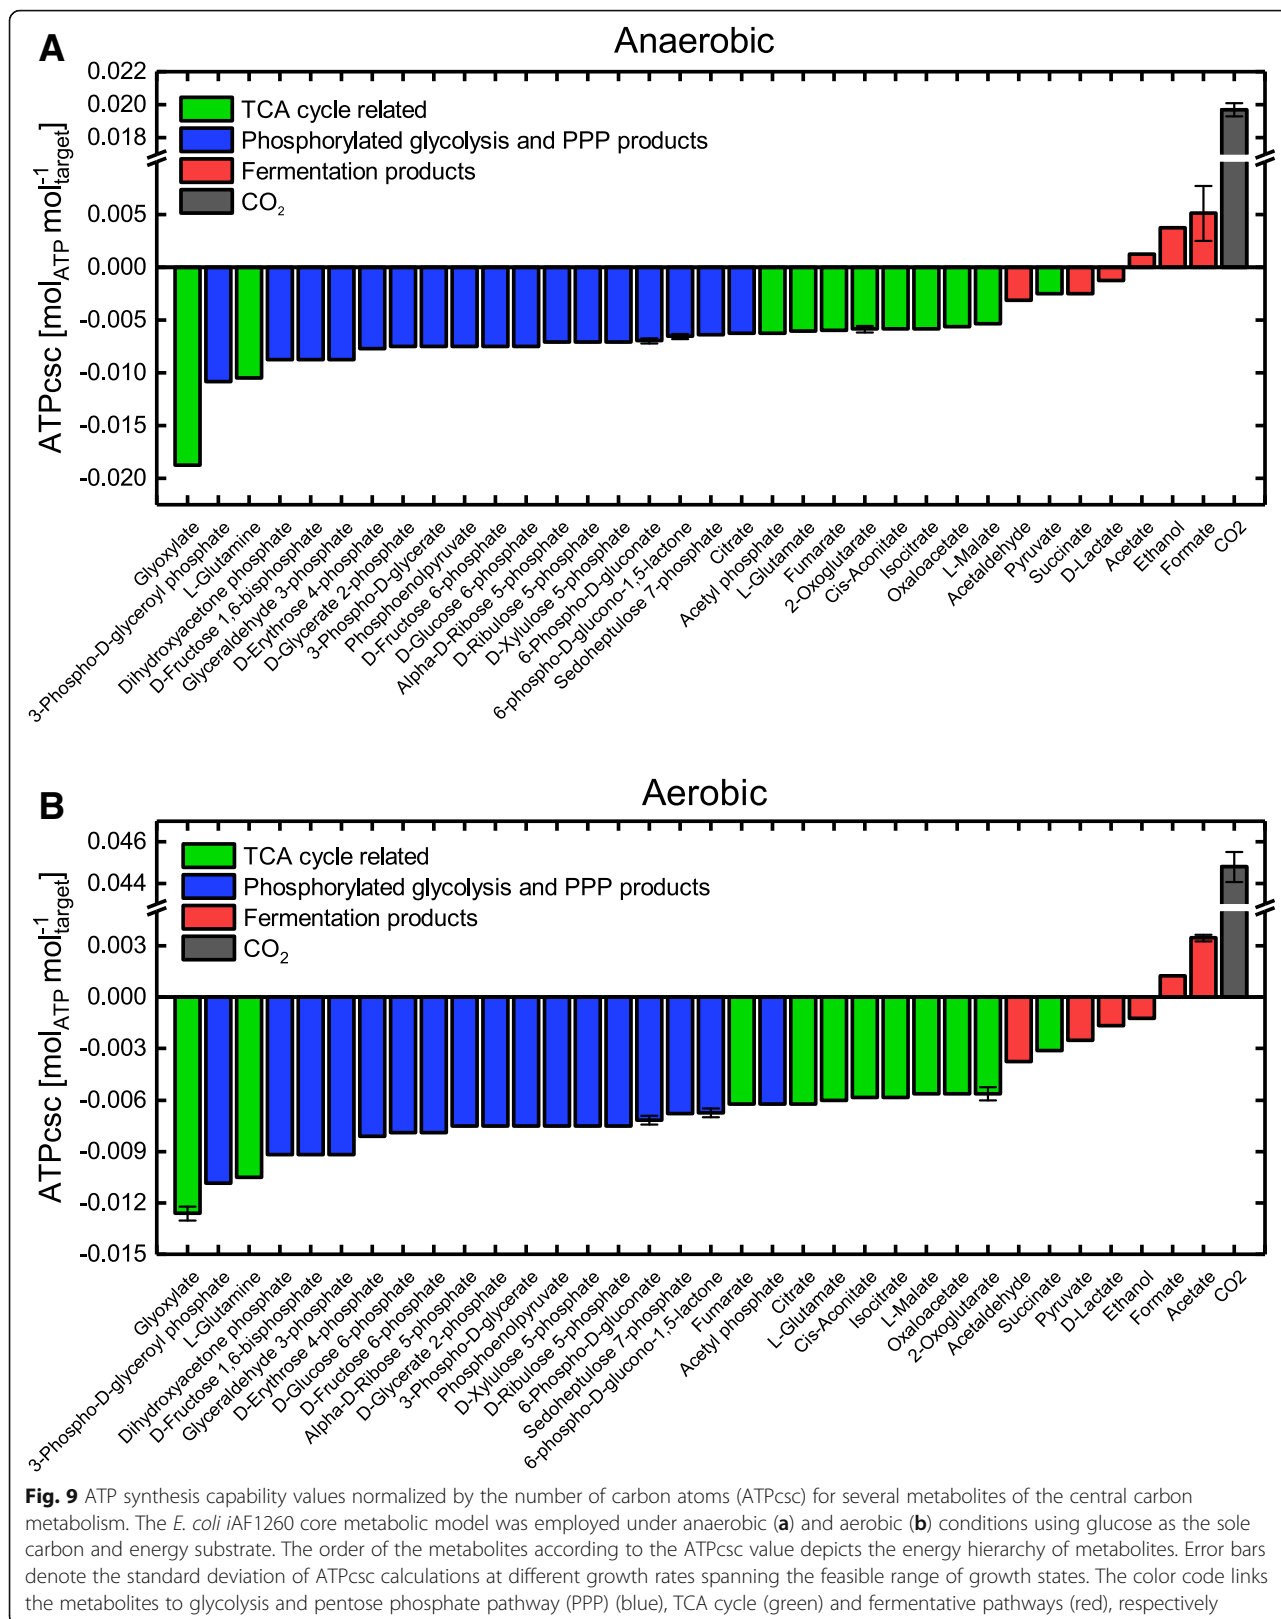 A
Anaerobic
ATPcsc [mol_ATP mol^-1_target]
0.022
0.020
0.018
0.005
0.000
-0.005
-0.010
-0.015
-0.020
TCA cycle related
Phosphorylated glycolysis and PPP products
Fermentation products
CO₂
Glyoxylate
3-Phospho-D-glyceroyl phosphate
L-Glutamine
Dihydroxyacetone phosphate
D-Fructose 1,6-bisphosphate
Glyceraldehyde 3-phosphate
D-Erythrose 4-phosphate
D-Glycerate 2-phosphate
3-Phospho-D-glycerate
Phosphoenolpyruvate
D-Fructose 6-phosphate
D-Glucose 6-phosphate
Alpha-D-Ribose 5-phosphate
D-Ribulose 5-phosphate
D-Xylulose 5-phosphate
6-Phospho-D-gluconate
6-phospho-D-glucono-1,5-lactone
Sedoheptulose 7-phosphate
Citrate
Acetyl phosphate
L-Glutamate
Fumarate
2-Oxoglutarate
Cis-Aconitate
Isocitrate
Oxaloacetate
L-Malate
Acetaldehyde
Pyruvate
Succinate
D-Lactate
Acetate
Ethanol
Formate
CO2
B
Aerobic
ATPcsc [mol_ATP mol^-1_target]
0.046
0.044
0.003
0.000
-0.003
-0.006
-0.009
-0.012
-0.015
TCA cycle related
Phosphorylated glycolysis and PPP products
Fermentation products
CO₂
Glyoxylate
3-Phospho-D-glyceroyl phosphate
L-Glutamine
Dihydroxyacetone phosphate
D-Fructose 1,6-bisphosphate
Glyceraldehyde 3-phosphate
D-Erythrose 4-phosphate
D-Glucose 6-phosphate
D-Fructose 6-phosphate
Alpha-D-Ribose 5-phosphate
D-Glycerate 2-phosphate
3-Phospho-D-glycerate
Phosphoenolpyruvate
D-Xylulose 5-phosphate
D-Ribulose 5-phosphate
6-Phospho-D-gluconate
Sedoheptulose 7-phosphate
6-phospho-D-glucono-1,5-lactone
Fumarate
Acetyl phosphate
Citrate
L-Glutamate
Cis-Aconitate
Isocitrate
L-Malate
Oxaloacetate
2-Oxoglutarate
Acetaldehyde
Succinate
Pyruvate
D-Lactate
Ethanol
Formate
Acetate
CO2
Fig. 9 ATP synthesis capability values normalized by the number of carbon atoms (ATPcsc) for several metabolites of the central carbon
metabolism. The E. coli iAF1260 core metabolic model was employed under anaerobic (a) and aerobic (b) conditions using glucose as the sole
carbon and energy substrate. The order of the metabolites according to the ATPcsc value depicts the energy hierarchy of metabolites. Error bars
denote the standard deviation of ATPcsc calculations at different growth rates spanning the feasible range of growth states. The color code links
the metabolites to glycolysis and pentose phosphate pathway (PPP) (blue), TCA cycle (green) and fermentative pathways (red), respectively